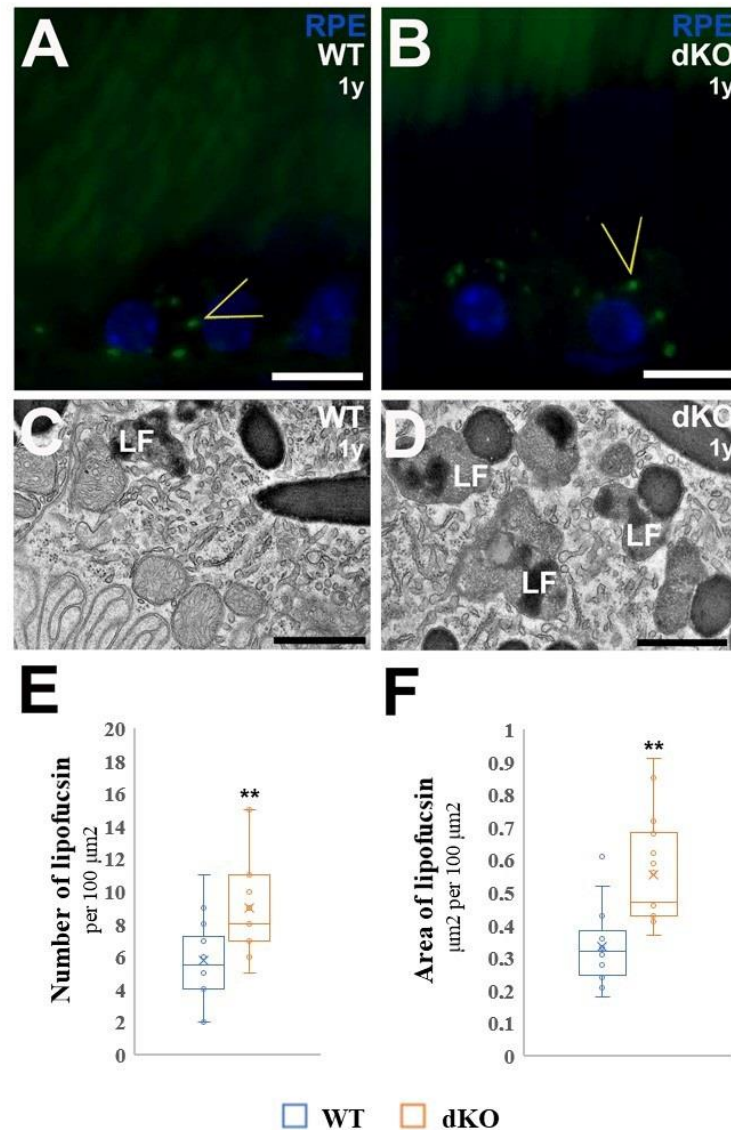 A
RPE
WT
1y
B
RPE
dKO
1y
C
WT
1y
LF
D
dKO
1y
LF
LF
LF
E
Number of lipofucsin
per 100 µm2
20
18
16
14
12
10
8
6
4
2
0
**
F
Area of lipofucsin
µm2 per 100 µm2
1
0.9
0.8
0.7
0.6
0.5
0.4
0.3
0.2
0.1
0
**
WT
dKO